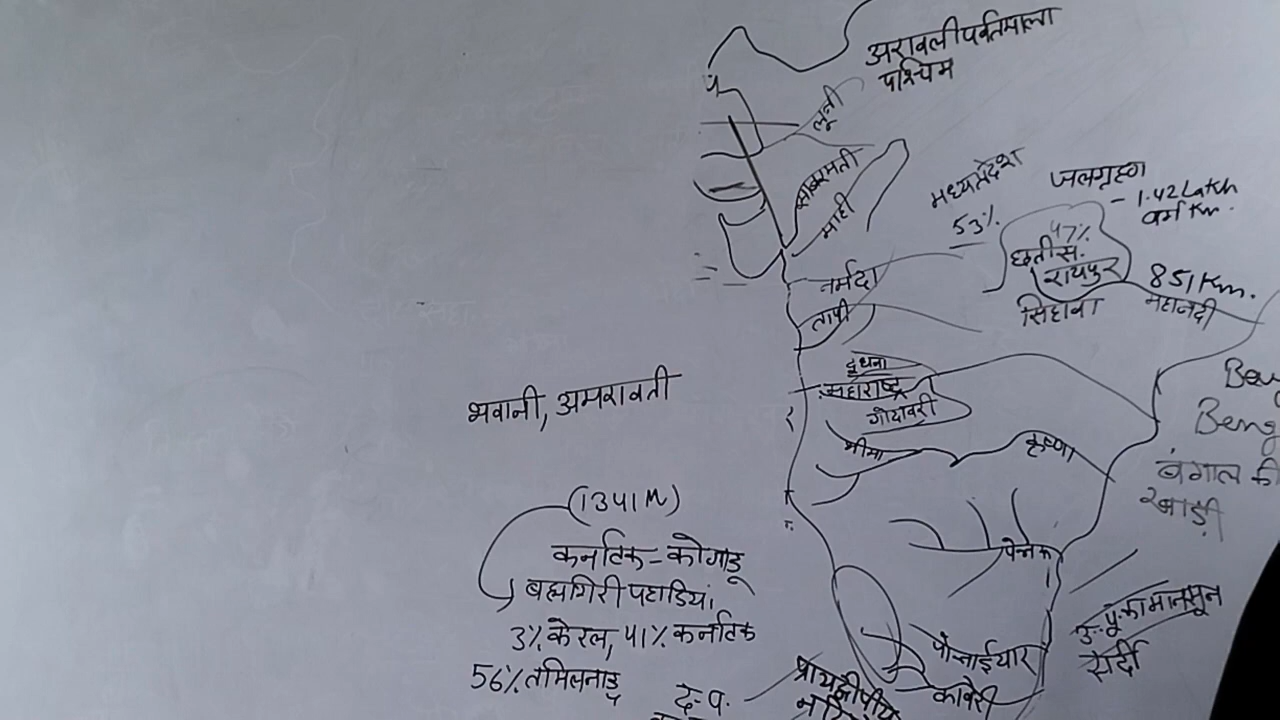 अरावली पर्वतमाला
पश्चिम
लूनी
साबरमती
माही
मध्यप्रदेश
53%
जलग्रहण
- 1.42 Lakh
वर्ग Km.
47%
छत्तीस.
रायपुर
सिहावा
851 Km.
महानदी
नर्मदा
तापी
दूधना
महाराष्ट्र
गोदावरी
भीमा
कृष्णा
Beng
बंगाल की
खाड़ी
भवानी, अमरावती
(1341 M)
कर्नाटक - कोगाडू
ब्रह्मगिरी पहाडियां
3% केरल, 41% कर्नाटक
56% तमिलनाडू
पेन्नेरू
पोन्नाईयार
कावेरी
उ.-पू. का मानसून
सर्दी
द.-प.
प्रायद्वीपीय